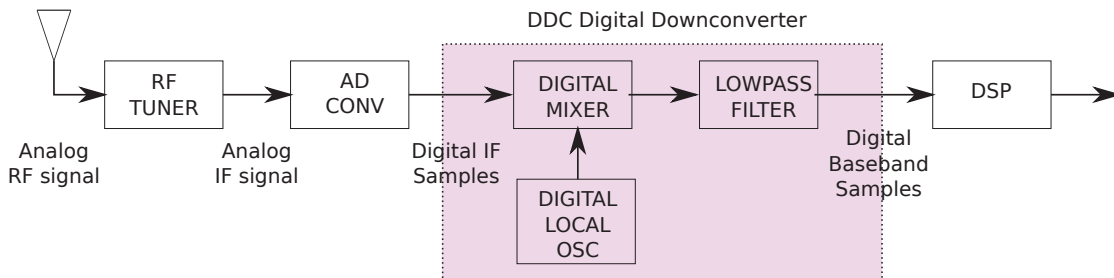 DDC Digital Downconverter
RF
TUNER
AD
CONV
DIGITAL
MIXER
LOWPASS
FILTER
DSP
Analog
RF signal
Analog
IF signal
Digital IF
Samples
Digital
Baseband
Samples
DIGITAL
LOCAL
OSC